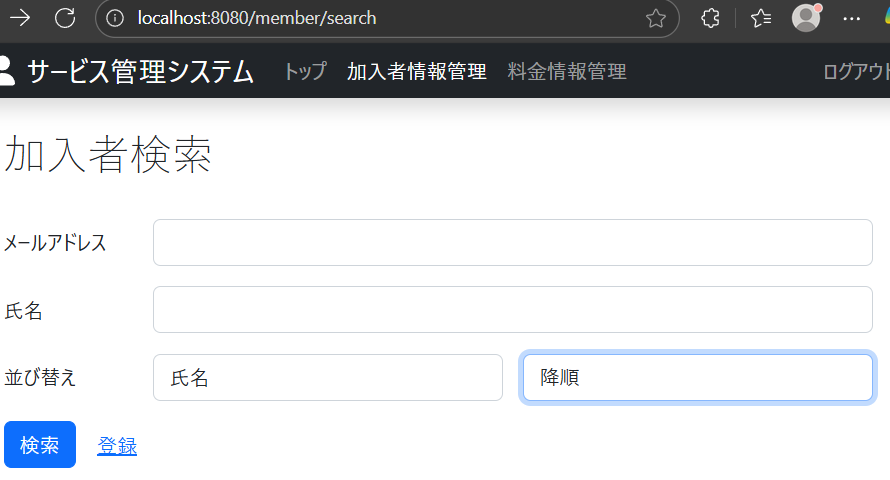 localhost:8080/member/search
サービス管理システム トップ 加入者情報管理 料金情報管理 ログアウト
加入者検索
メールアドレス
氏名
並び替え 氏名 降順
検索 登録